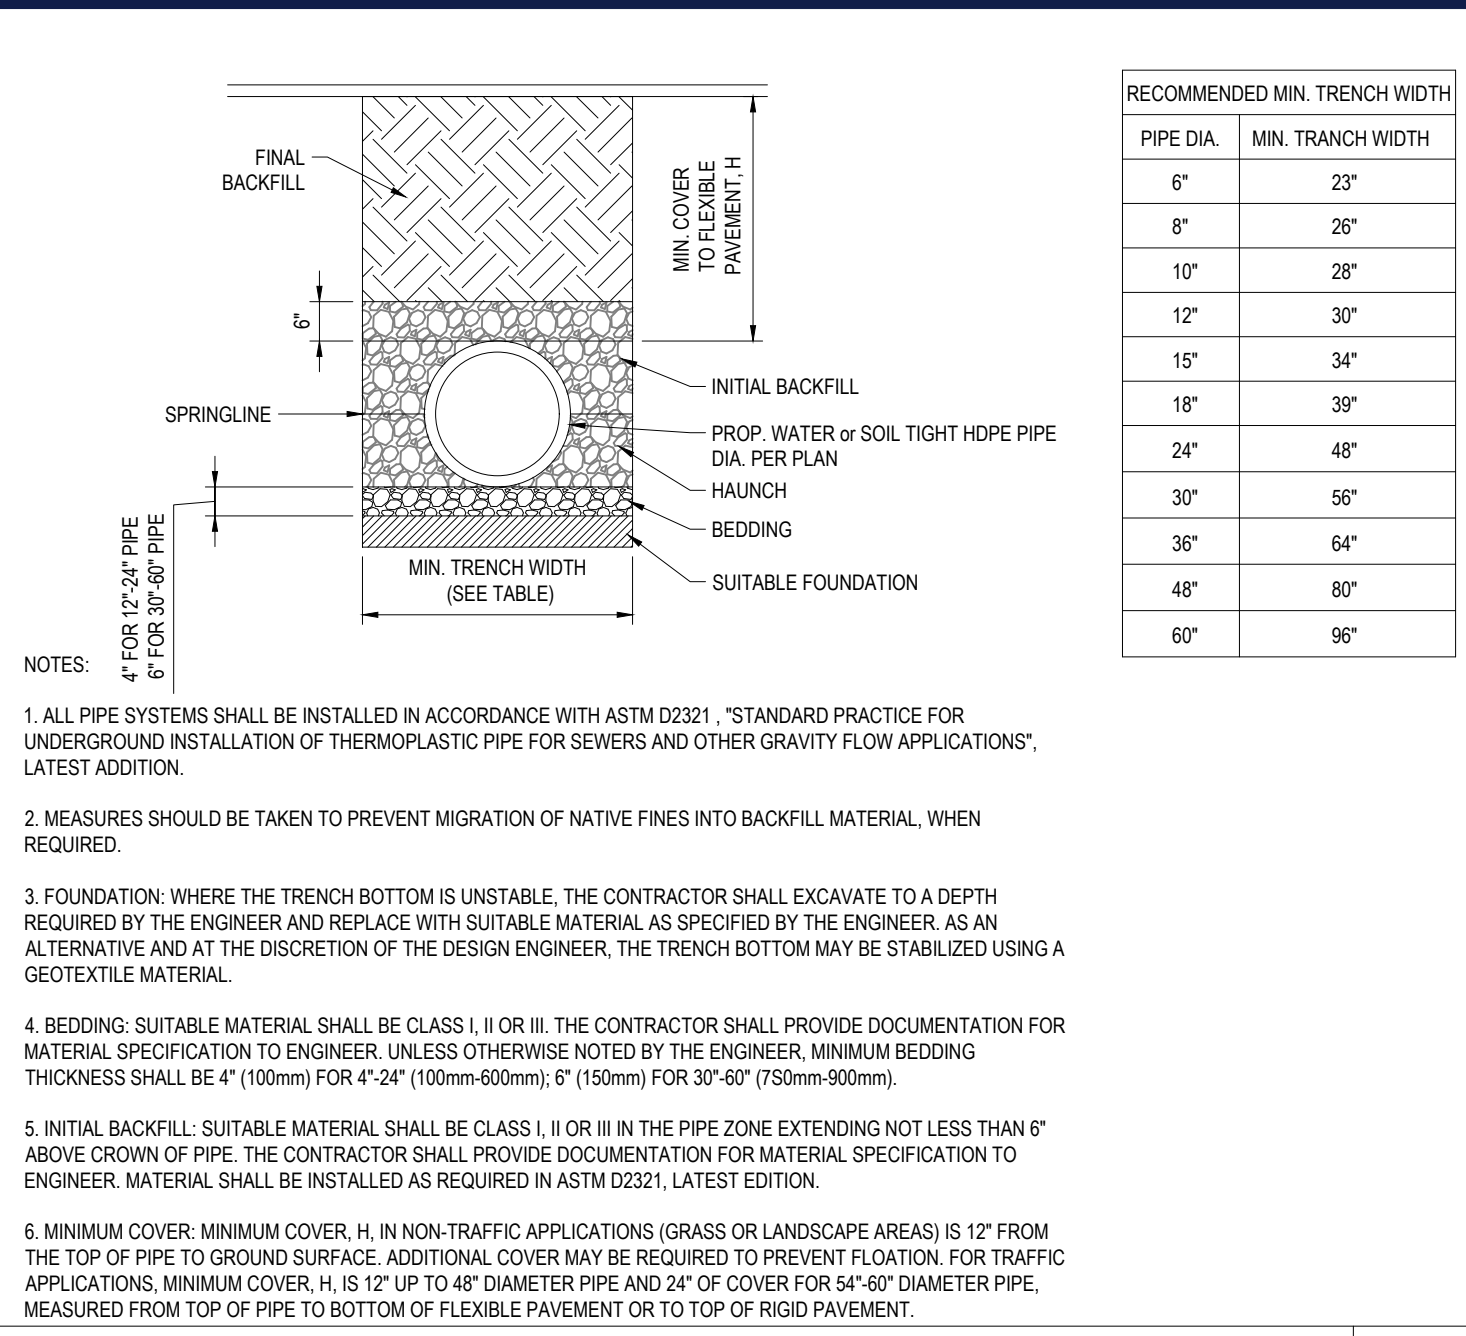 FINAL
BACKFILL
6"
MIN. COVER
TO FLEXIBLE
PAVEMENT, H
SPRINGLINE
INITIAL BACKFILL
PROP. WATER or SOIL TIGHT HDPE PIPE
DIA. PER PLAN
HAUNCH
BEDDING
SUITABLE FOUNDATION
MIN. TRENCH WIDTH
(SEE TABLE)
4" FOR 12"-24" PIPE
6" FOR 30"-60" PIPE
RECOMMENDED MIN. TRENCH WIDTH
PIPE DIA. MIN. TRANCH WIDTH
6" 23"
8" 26"
10" 28"
12" 30"
15" 34"
18" 39"
24" 48"
30" 56"
36" 64"
48" 80"
60" 96"
NOTES:
1. ALL PIPE SYSTEMS SHALL BE INSTALLED IN ACCORDANCE WITH ASTM D2321 , "STANDARD PRACTICE FOR
UNDERGROUND INSTALLATION OF THERMOPLASTIC PIPE FOR SEWERS AND OTHER GRAVITY FLOW APPLICATIONS",
LATEST ADDITION.
2. MEASURES SHOULD BE TAKEN TO PREVENT MIGRATION OF NATIVE FINES INTO BACKFILL MATERIAL, WHEN
REQUIRED.
3. FOUNDATION: WHERE THE TRENCH BOTTOM IS UNSTABLE, THE CONTRACTOR SHALL EXCAVATE TO A DEPTH
REQUIRED BY THE ENGINEER AND REPLACE WITH SUITABLE MATERIAL AS SPECIFIED BY THE ENGINEER. AS AN
ALTERNATIVE AND AT THE DISCRETION OF THE DESIGN ENGINEER, THE TRENCH BOTTOM MAY BE STABILIZED USING A
GEOTEXTILE MATERIAL.
4. BEDDING: SUITABLE MATERIAL SHALL BE CLASS I, II OR III. THE CONTRACTOR SHALL PROVIDE DOCUMENTATION FOR
MATERIAL SPECIFICATION TO ENGINEER. UNLESS OTHERWISE NOTED BY THE ENGINEER, MINIMUM BEDDING
THICKNESS SHALL BE 4" (100mm) FOR 4"-24" (100mm-600mm); 6" (150mm) FOR 30"-60" (7S0mm-900mm).
5. INITIAL BACKFILL: SUITABLE MATERIAL SHALL BE CLASS I, II OR III IN THE PIPE ZONE EXTENDING NOT LESS THAN 6"
ABOVE CROWN OF PIPE. THE CONTRACTOR SHALL PROVIDE DOCUMENTATION FOR MATERIAL SPECIFICATION TO
ENGINEER. MATERIAL SHALL BE INSTALLED AS REQUIRED IN ASTM D2321, LATEST EDITION.
6. MINIMUM COVER: MINIMUM COVER, H, IN NON-TRAFFIC APPLICATIONS (GRASS OR LANDSCAPE AREAS) IS 12" FROM
THE TOP OF PIPE TO GROUND SURFACE. ADDITIONAL COVER MAY BE REQUIRED TO PREVENT FLOATION. FOR TRAFFIC
APPLICATIONS, MINIMUM COVER, H, IS 12" UP TO 48" DIAMETER PIPE AND 24" OF COVER FOR 54"-60" DIAMETER PIPE,
MEASURED FROM TOP OF PIPE TO BOTTOM OF FLEXIBLE PAVEMENT OR TO TOP OF RIGID PAVEMENT.